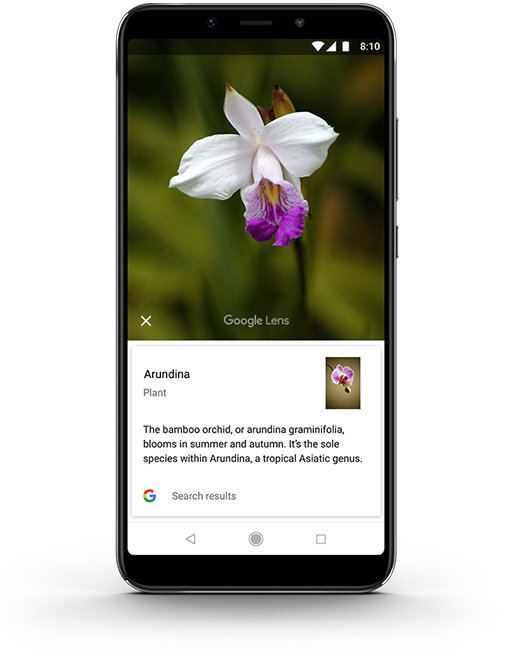 8:10
Google Lens
Arundina
Plant
The bamboo orchid, or arundina graminifolia,
blooms in summer and autumn. It's the sole
species within Arundina, a tropical Asiatic genus.
G
Search results